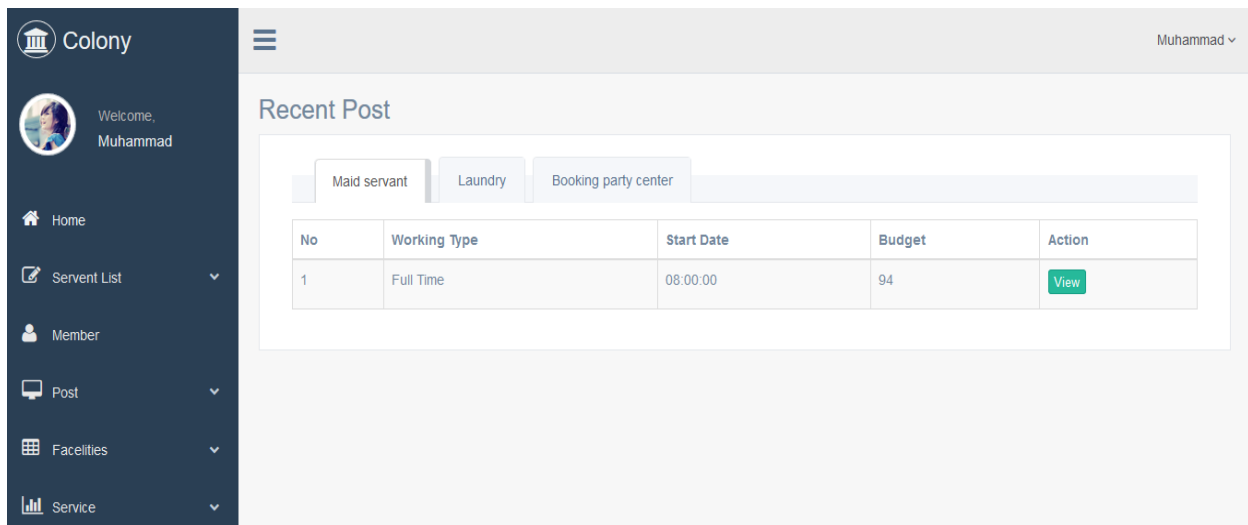 Colony
Muhammad
Welcome,
Muhammad
Home
Servent List
Member
Post
Facelities
Service
Recent Post
Maid servant Laundry Booking party center
No Working Type Start Date Budget Action
1 Full Time 08:00:00 94 View